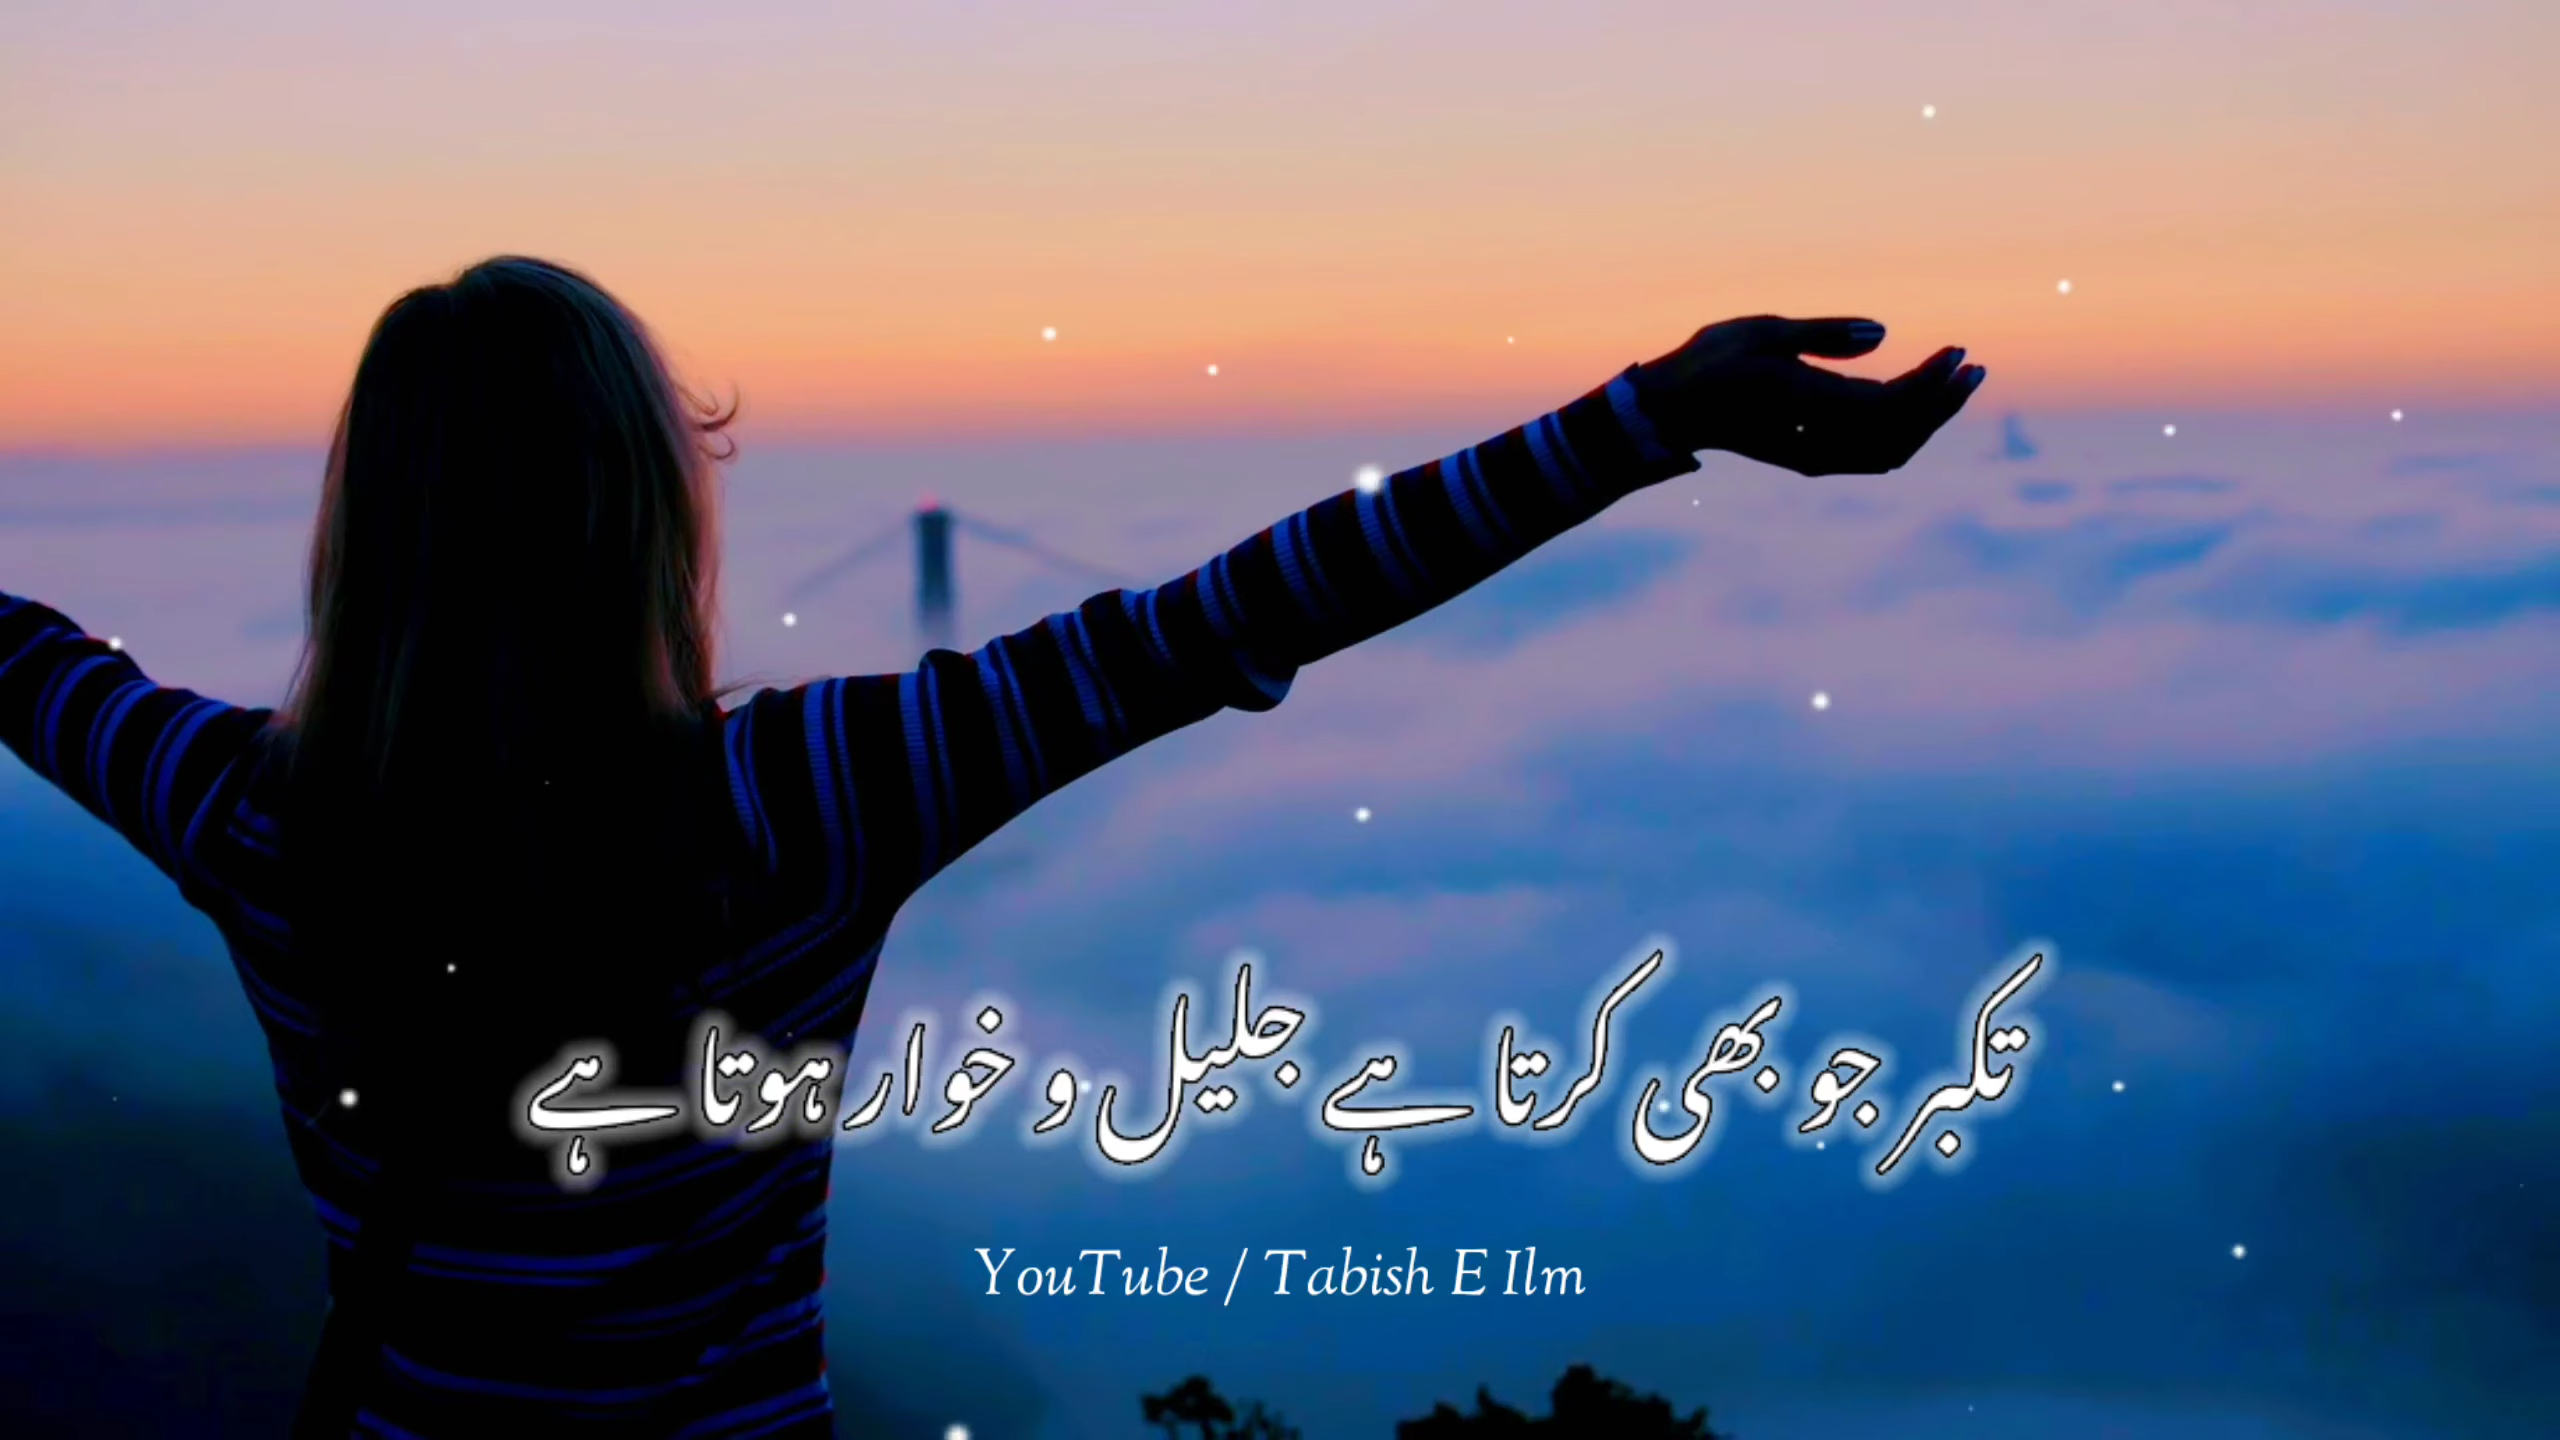 تکبر جو بھی کرتا ہے جلیل و خوار ہوتا ہے
YouTube / Tabish E Ilm